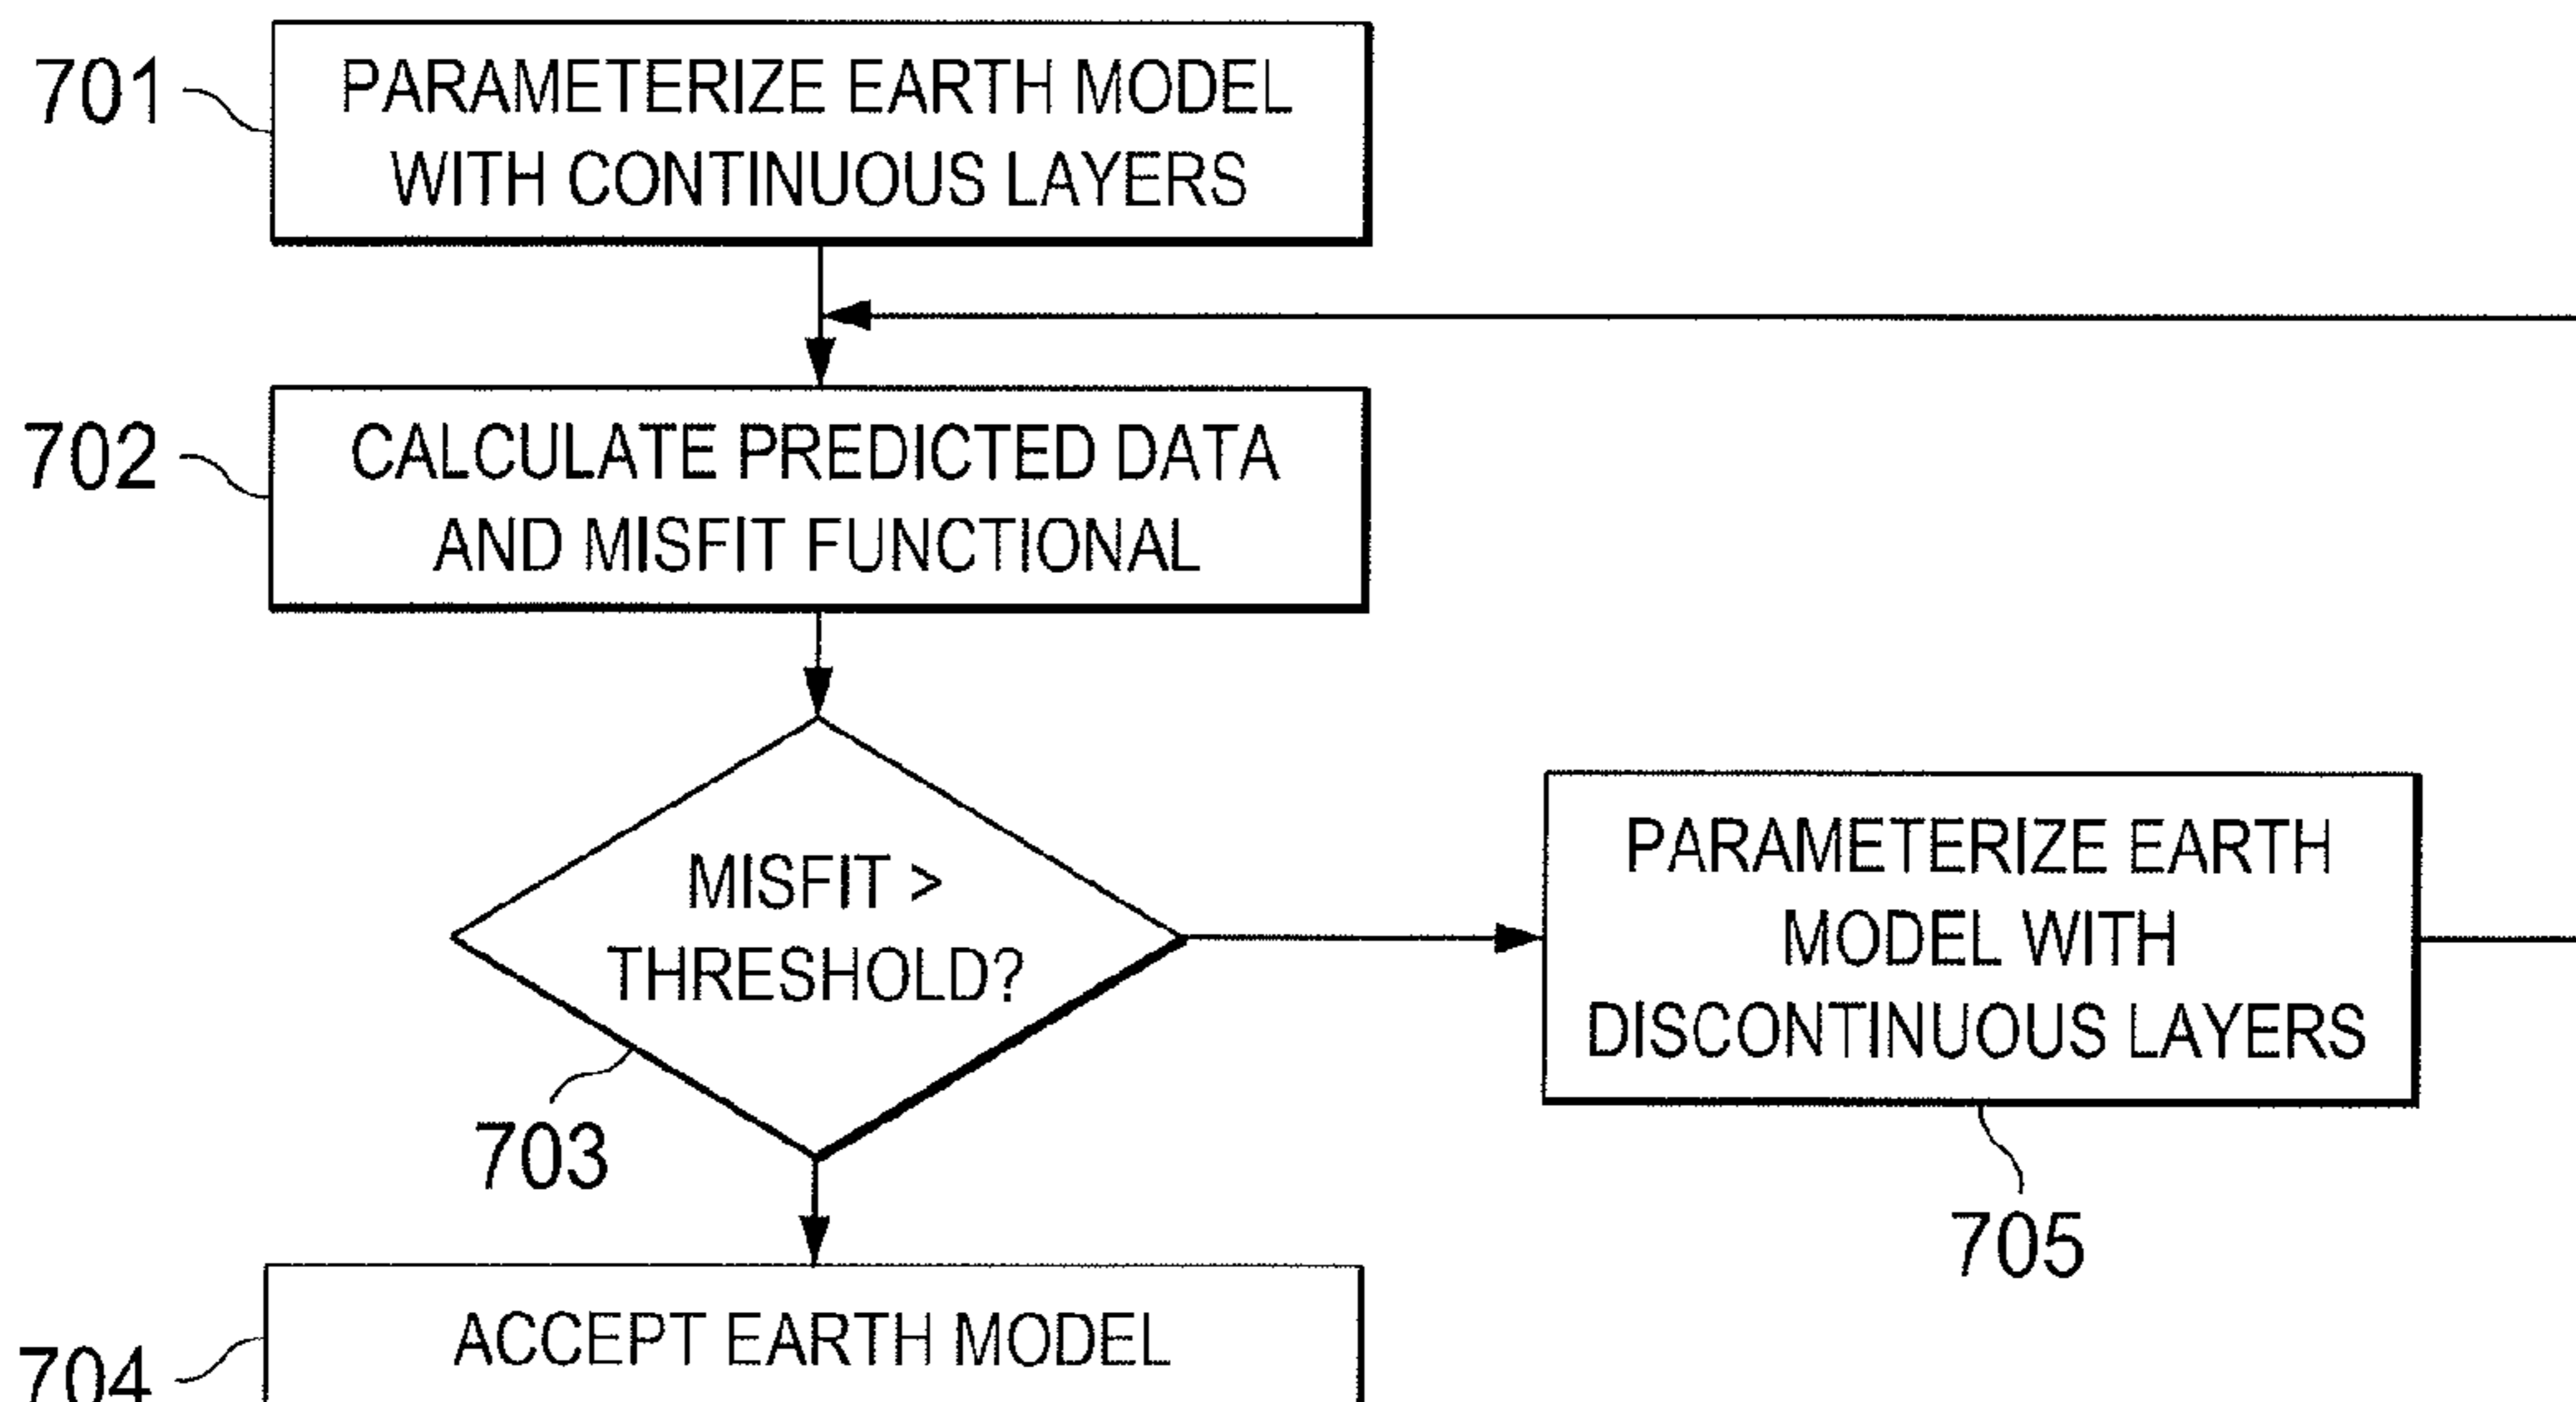 701
PARAMETERIZE EARTH MODEL
WITH CONTINUOUS LAYERS
702
CALCULATE PREDICTED DATA
AND MISFIT FUNCTIONAL
MISFIT >
THRESHOLD?
703
PARAMETERIZE EARTH
MODEL WITH
DISCONTINUOUS LAYERS
705
704
ACCEPT EARTH MODEL